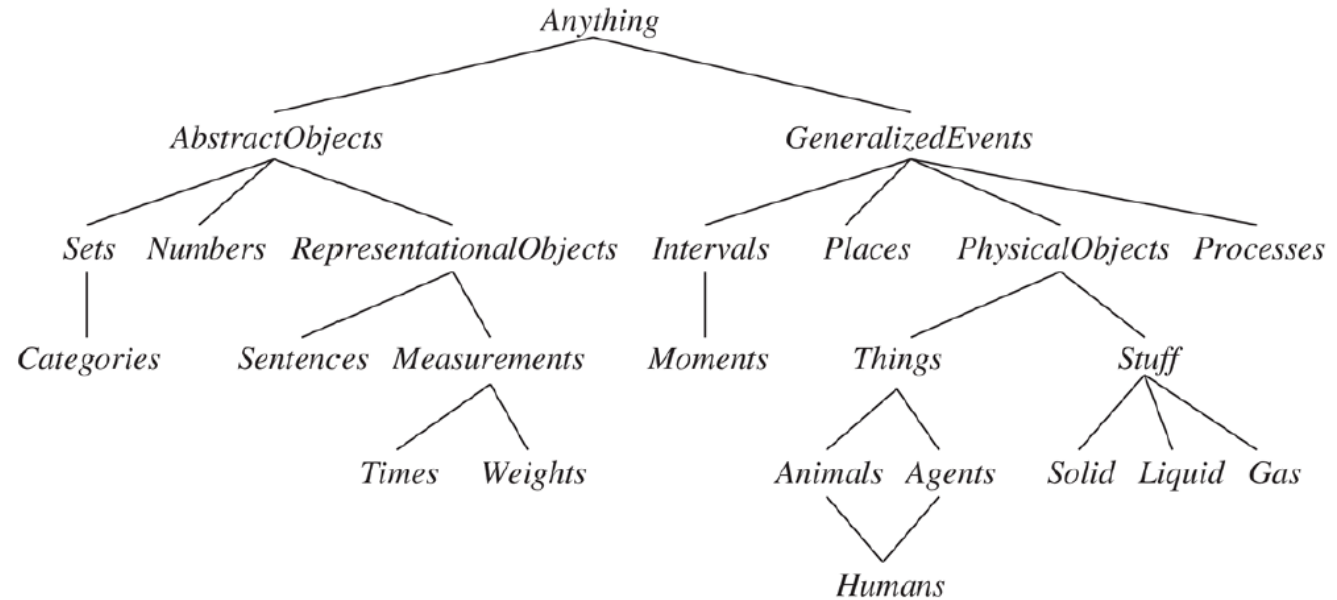 Anything
AbstractObjects GeneralizedEvents
Sets Numbers RepresentationalObjects Intervals Places PhysicalObjects Processes
Categories Sentences Measurements Moments Things Stuff
Times Weights Animals Agents Solid Liquid Gas
Humans